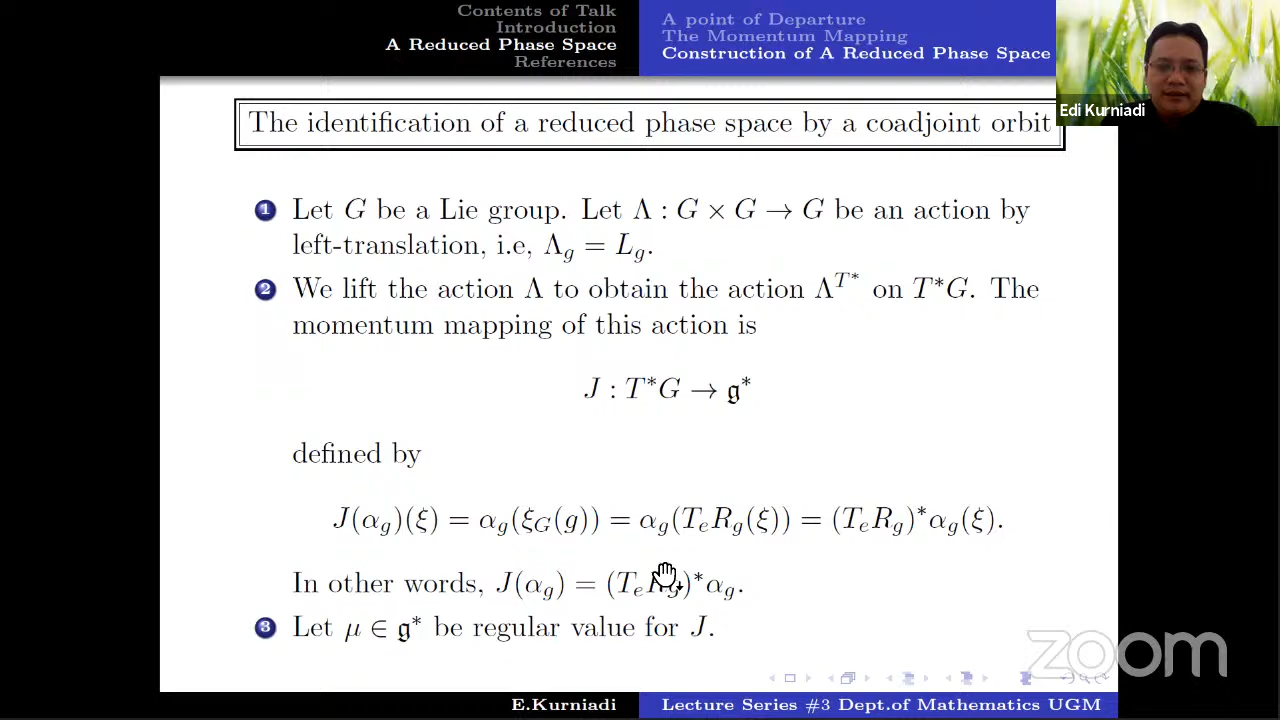 Contents of Talk
Introduction
A Reduced Phase Space
References
A point of Departure
The Momentum Mapping
Construction of A Reduced Phase Space
Edi Kurniadi
The identification of a reduced phase space by a coadjoint orbit
1 Let G be a Lie group. Let Λ : G × G → G be an action by
left-translation, i.e, Λ_g = L_g.
2 We lift the action Λ to obtain the action Λ^{T*} on T*G. The
momentum mapping of this action is
J : T*G → 𝔤*
defined by
J(α_g)(ξ) = α_g(ξ_G(g)) = α_g(T_eR_g(ξ)) = (T_eR_g)*α_g(ξ).
In other words, J(α_g) = (T_eR_g)*α_g.
3 Let μ ∈ 𝔤* be regular value for J.
zoom
E.Kurniadi
Lecture Series #3 Dept.of Mathematics UGM